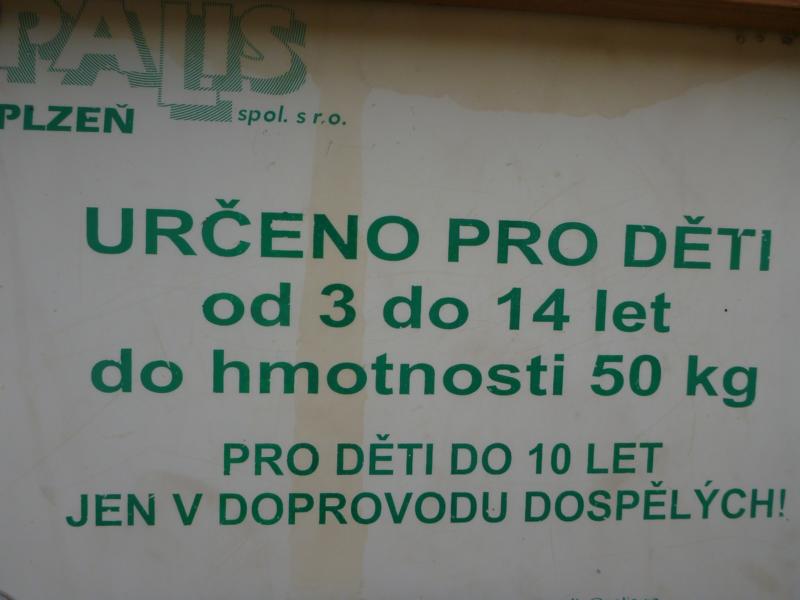 PALIS
PLZEŇ spol. s r.o.
URČENO PRO DĚTI
od 3 do 14 let
do hmotnosti 50 kg
PRO DĚTI DO 10 LET
JEN V DOPROVODU DOSPĚLÝCH!